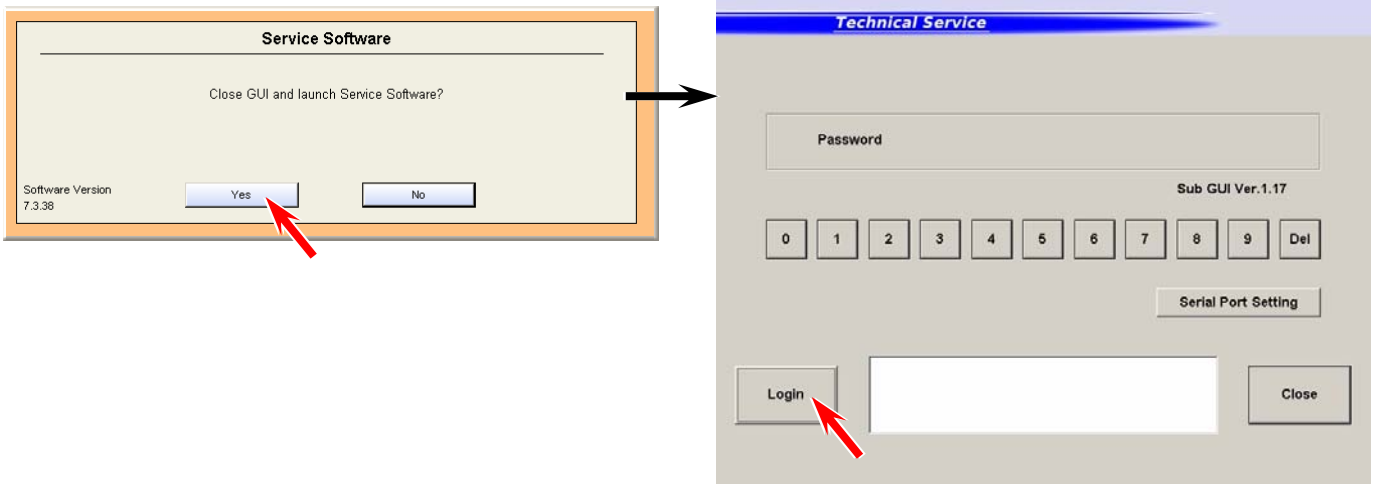 Service Software
Close GUI and launch Service Software?
Software Version
7.3.38
Yes
No
Technical Service
Password
Sub GUI Ver.1.17
0 1 2 3 4 5 6 7 8 9 Del
Serial Port Setting
Login
Close